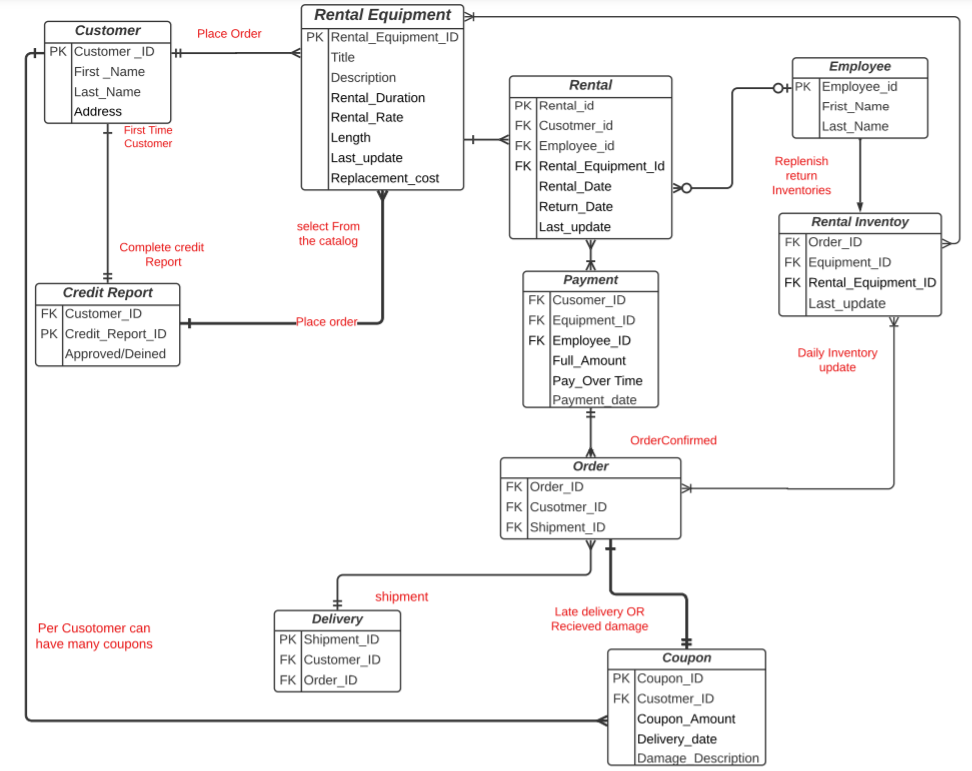 Customer
PK Customer _ID
First _Name
Last_Name
Address
Place Order
Rental Equipment
PK Rental_Equipment_ID
Title
Description
Rental_Duration
Rental_Rate
Length
Last_update
Replacement_cost
Rental
PK Rental_id
FK Cusotmer_id
FK Employee_id
FK Rental_Equipment_Id
Rental_Date
Return_Date
Last_update
Employee
PK Employee_id
Frist_Name
Last_Name
First Time
Customer
Replenish
return
Inventories
Rental Inventoy
FK Order_ID
FK Equipment_ID
FK Rental_Equipment_ID
Last_update
select From
the catalog
Complete credit
Report
Credit Report
FK Customer_ID
PK Credit_Report_ID
Approved/Deined
Place order
Payment
FK Cusomer_ID
FK Equipment_ID
FK Employee_ID
Full_Amount
Pay_Over Time
Payment_date
Daily Inventory
update
OrderConfirmed
Order
FK Order_ID
FK Cusotmer_ID
FK Shipment_ID
shipment
Delivery
PK Shipment_ID
FK Customer_ID
FK Order_ID
Late delivery OR
Recieved damage
Per Cusotomer can
have many coupons
Coupon
PK Coupon_ID
FK Cusotmer_ID
Coupon_Amount
Delivery_date
Damage_Description